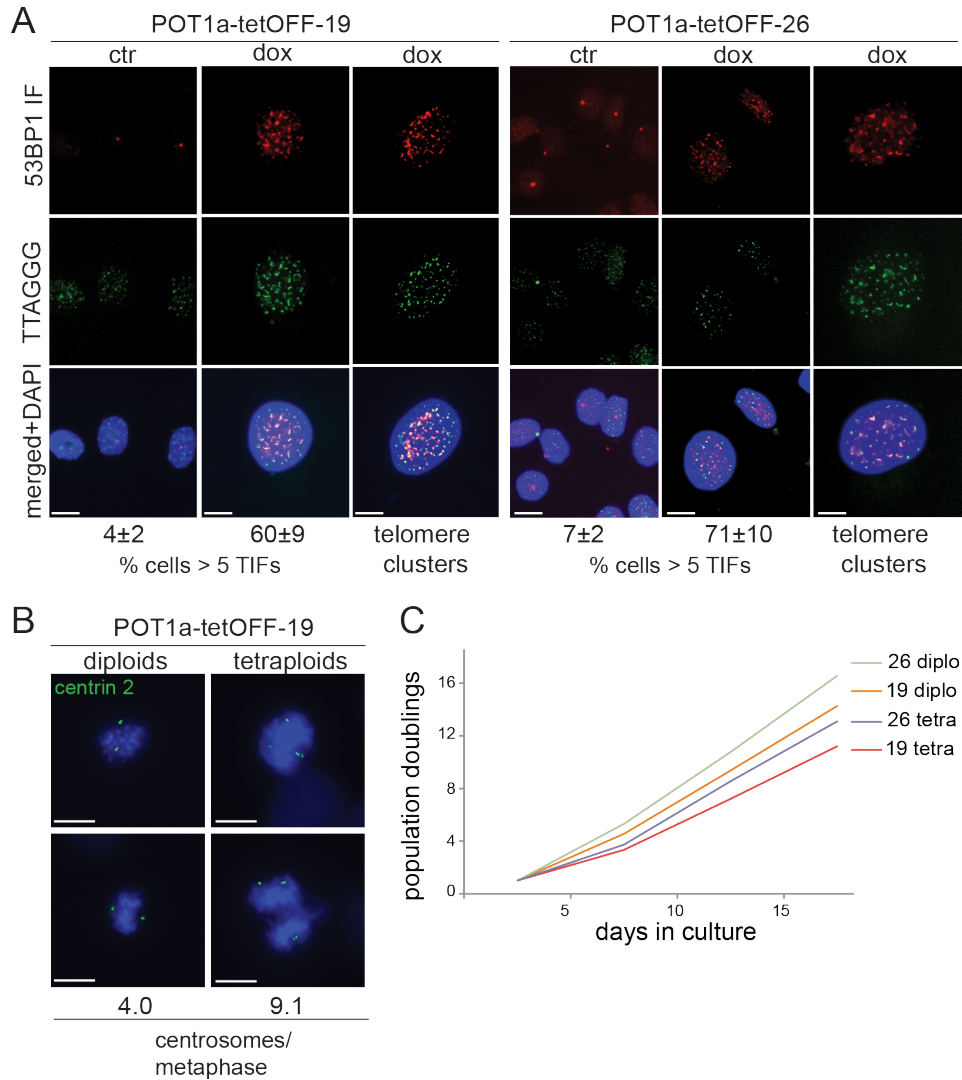 A
POT1a-tetOFF-19
POT1a-tetOFF-26
ctr
dox
dox
ctr
dox
dox
53BP1 IF
TTAGGG
merged+DAPI
4±2
60±9
telomere
clusters
% cells > 5 TIFs
7±2
71±10
telomere
clusters
% cells > 5 TIFs
B
POT1a-tetOFF-19
diploids
tetraploids
centrin 2
4.0
9.1
centrosomes/
metaphase
C
population doublings
16
12
8
4
0
5
10
15
days in culture
26 diplo
19 diplo
26 tetra
19 tetra